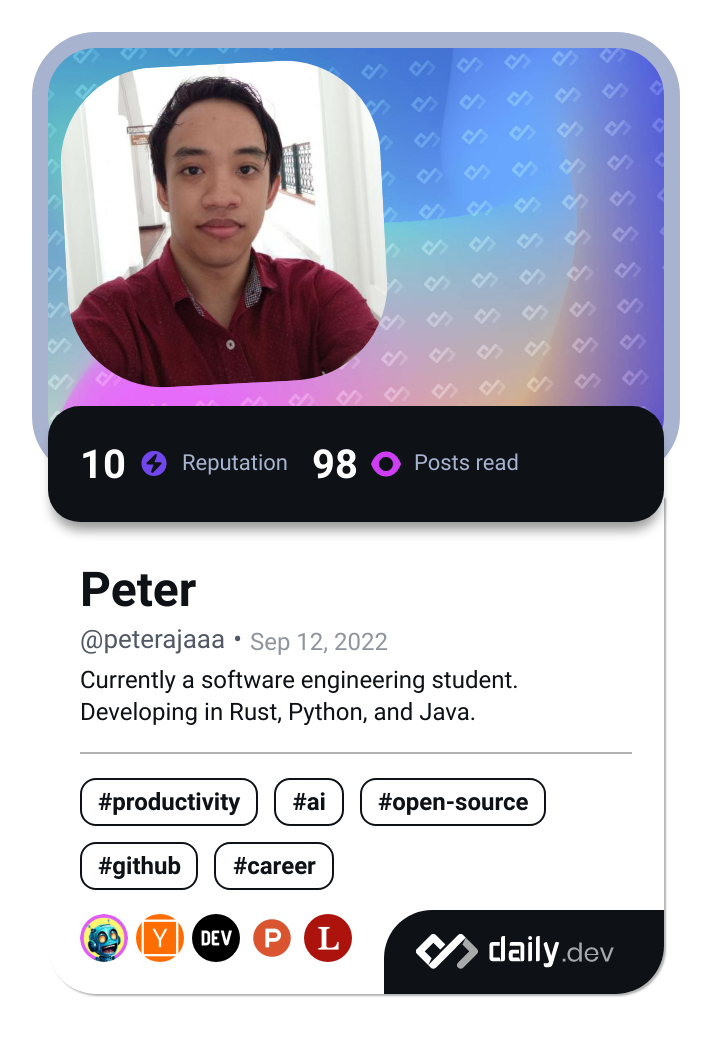 10 Reputation 98 Posts read
Peter
@peterajaaa • Sep 12, 2022
Currently a software engineering student.
Developing in Rust, Python, and Java.
#productivity #ai #open-source
#github #career
Y DEV P L
daily.dev